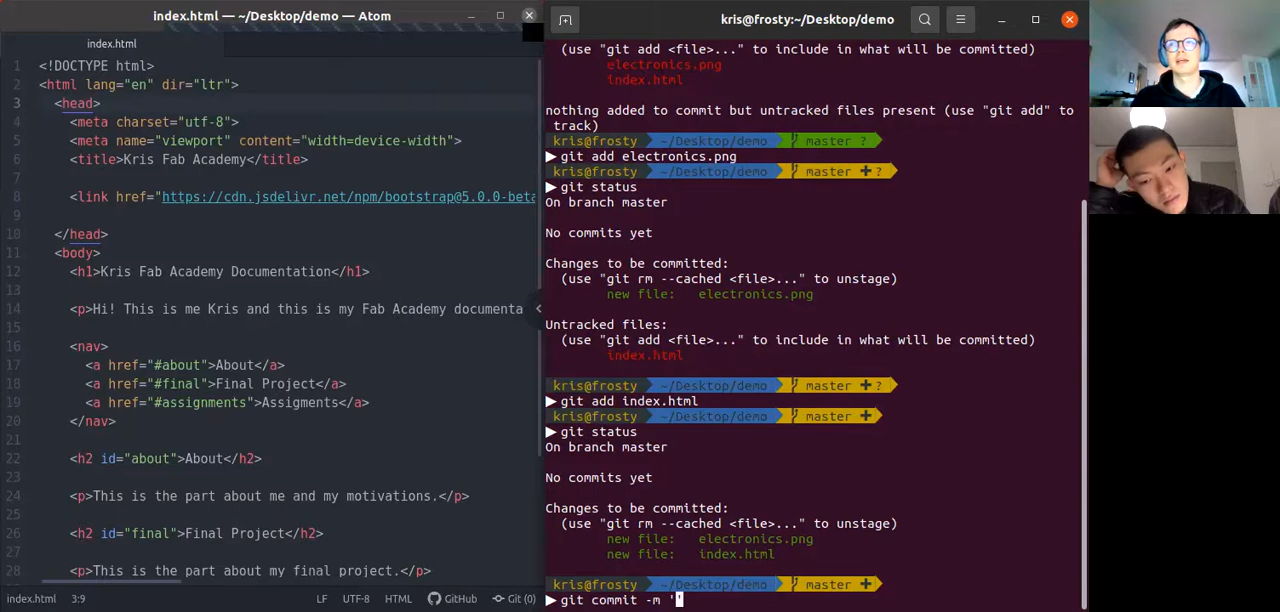 index.html — ~/Desktop/demo — Atom
index.html
1 <!DOCTYPE html>
2 <html lang="en" dir="ltr">
3 <head>
4 <meta charset="utf-8">
5 <meta name="viewport" content="width=device-width">
6 <title>Kris Fab Academy</title>
7
8 <link href="https://cdn.jsdelivr.net/npm/bootstrap@5.0.0-beta
9
10 </head>
11 <body>
12 <h1>Kris Fab Academy Documentation</h1>
13
14 <p>Hi! This is me Kris and this is my Fab Academy documenta
15
16 <nav>
17 <a href="#about">About</a>
18 <a href="#final">Final Project</a>
19 <a href="#assignments">Assigments</a>
20 </nav>
21
22 <h2 id="about">About</h2>
23
24 <p>This is the part about me and my motivations.</p>
25
26 <h2 id="final">Final Project</h2>
27
28 <p>This is the part about my final project.</p>
index.html 3:9 LF UTF-8 HTML GitHub Git (0)
kris@frosty:~/Desktop/demo
(use "git add <file>..." to include in what will be committed)
electronics.png
index.html
nothing added to commit but untracked files present (use "git add" to
track)
kris@frosty ~/Desktop/demo master ?
git add electronics.png
kris@frosty ~/Desktop/demo master +?
git status
On branch master
No commits yet
Changes to be committed:
(use "git rm --cached <file>..." to unstage)
new file: electronics.png
Untracked files:
(use "git add <file>..." to include in what will be committed)
index.html
kris@frosty ~/Desktop/demo master +?
git add index.html
kris@frosty ~/Desktop/demo master +
git status
On branch master
No commits yet
Changes to be committed:
(use "git rm --cached <file>..." to unstage)
new file: electronics.png
new file: index.html
kris@frosty ~/Desktop/demo master +
git commit -m ''